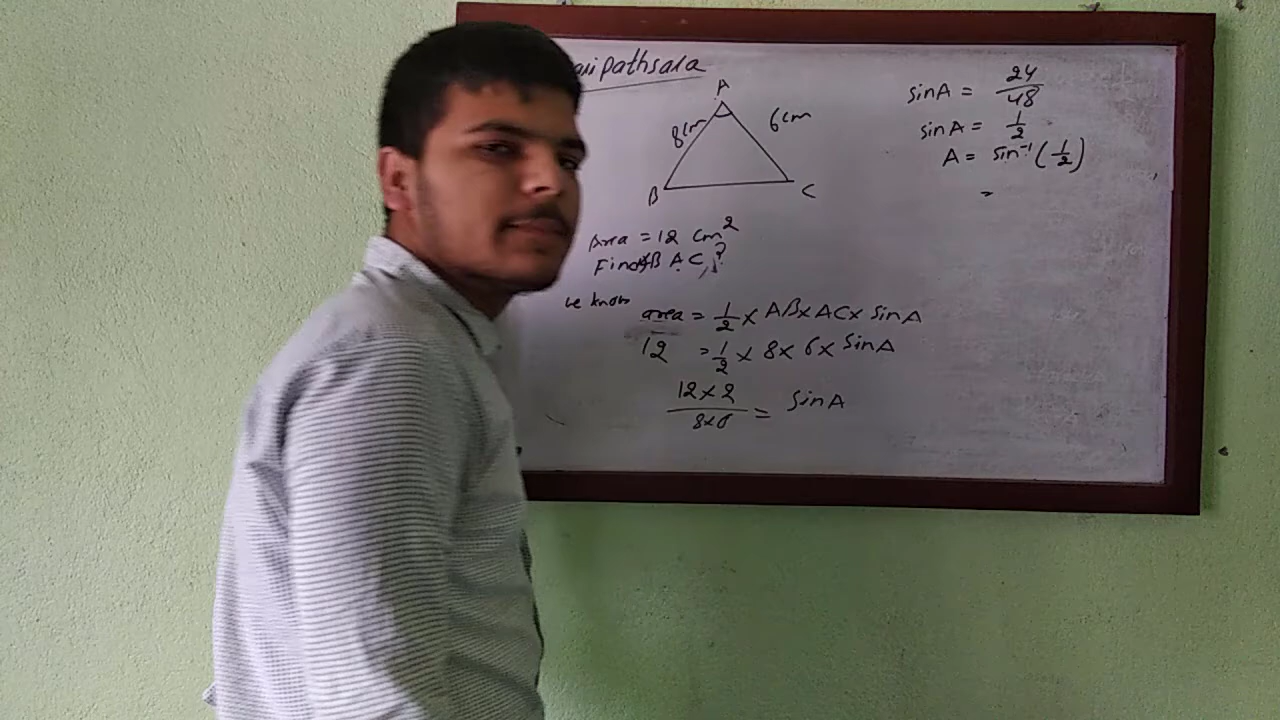 Pathsala
A
8cm 6cm
B C
Area = 12 cm²
Find ∠BAC,?
we know area = 1/2 × AB × AC × sinA
12 = 1/2 × 8 × 6 × sinA
12×2/8×6 = sinA
sinA = 24/48
sinA = 1/2
A = sin⁻¹(1/2)
=